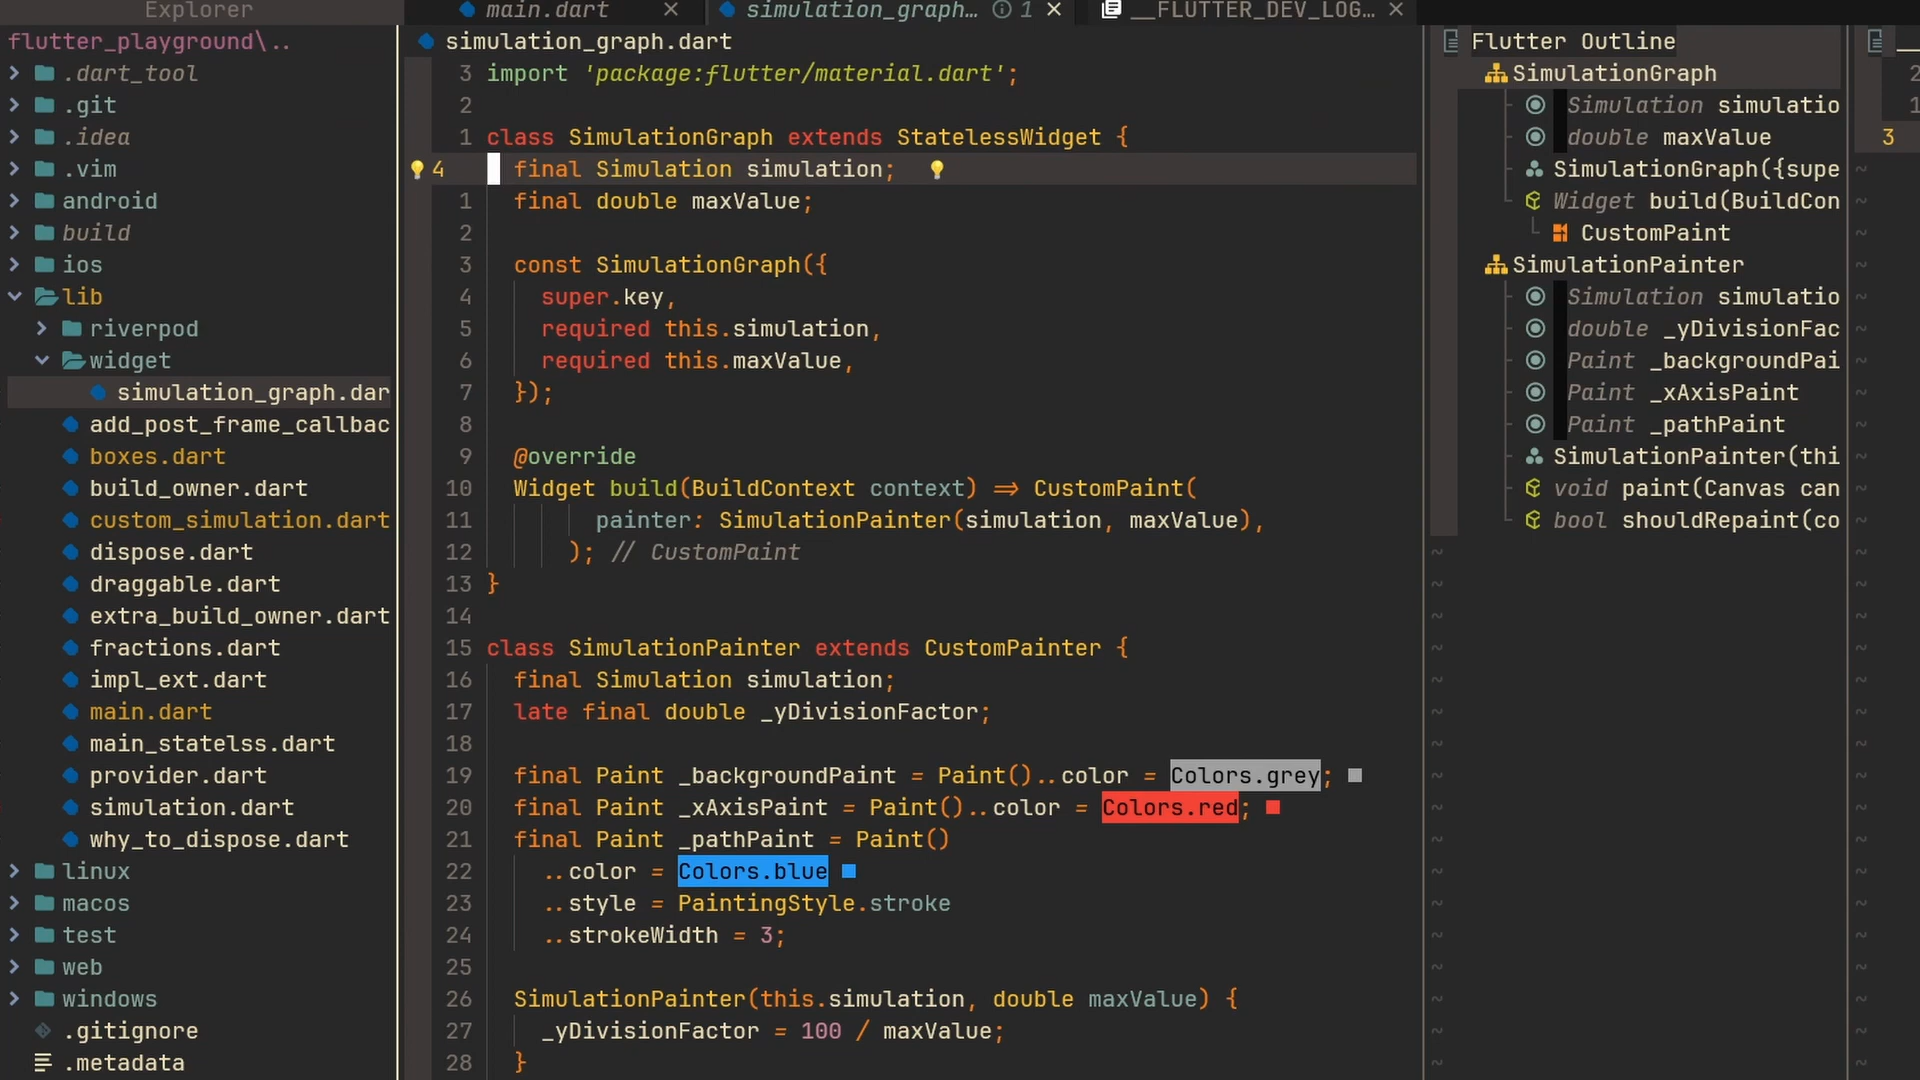 Explorer
main.dart
simulation_graph… 1
__FLUTTER_DEV_LOG…
flutter_playground\..
.dart_tool
.git
.idea
.vim
android
build
ios
lib
riverpod
widget
simulation_graph.dar
add_post_frame_callbac
boxes.dart
build_owner.dart
custom_simulation.dart
dispose.dart
draggable.dart
extra_build_owner.dart
fractions.dart
impl_ext.dart
main.dart
main_statelss.dart
provider.dart
simulation.dart
why_to_dispose.dart
linux
macos
test
web
windows
.gitignore
.metadata
simulation_graph.dart
3 import 'package:flutter/material.dart';
2
1 class SimulationGraph extends StatelessWidget {
4 final Simulation simulation;
1 final double maxValue;
2
3 const SimulationGraph({
4 super.key,
5 required this.simulation,
6 required this.maxValue,
7 });
8
9 @override
10 Widget build(BuildContext context) => CustomPaint(
11 painter: SimulationPainter(simulation, maxValue),
12 ); // CustomPaint
13 }
14
15 class SimulationPainter extends CustomPainter {
16 final Simulation simulation;
17 late final double _yDivisionFactor;
18
19 final Paint _backgroundPaint = Paint()..color = Colors.grey;
20 final Paint _xAxisPaint = Paint()..color = Colors.red;
21 final Paint _pathPaint = Paint()
22 ..color = Colors.blue
23 ..style = PaintingStyle.stroke
24 ..strokeWidth = 3;
25
26 SimulationPainter(this.simulation, double maxValue) {
27 _yDivisionFactor = 100 / maxValue;
28 }
Flutter Outline
SimulationGraph
Simulation simulatio
double maxValue
SimulationGraph({supe
Widget build(BuildCon
CustomPaint
SimulationPainter
Simulation simulatio
double _yDivisionFac
Paint _backgroundPai
Paint _xAxisPaint
Paint _pathPaint
SimulationPainter(thi
void paint(Canvas can
bool shouldRepaint(co
__
2
1
3